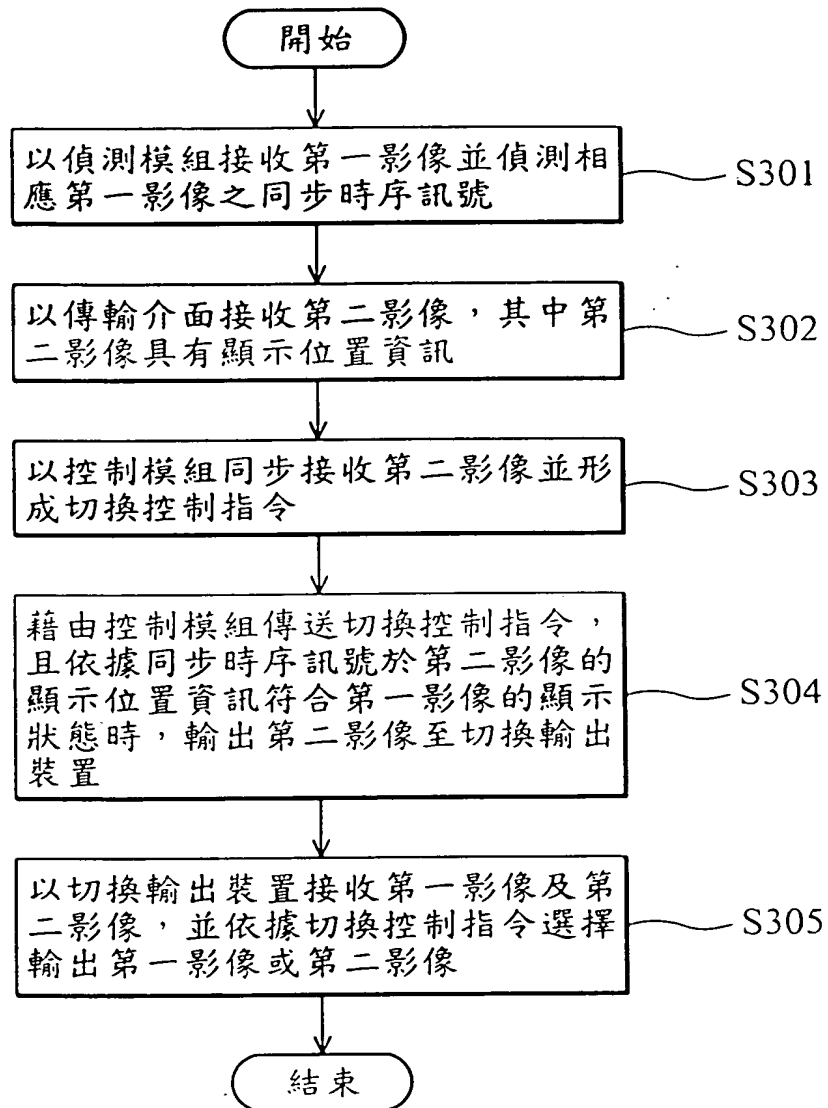 開始
以偵測模組接收第一影像並偵測相
應第一影像之同步時序訊號
S301
以傳輸介面接收第二影像，其中第
二影像具有顯示位置資訊
S302
以控制模組同步接收第二影像並形
成切換控制指令
S303
藉由控制模組傳送切換控制指令，
且依據同步時序訊號於第二影像的
顯示位置資訊符合第一影像的顯示
狀態時，輸出第二影像至切換輸出
裝置
S304
以切換輸出裝置接收第一影像及第
二影像，並依據切換控制指令選擇
輸出第一影像或第二影像
S305
結束